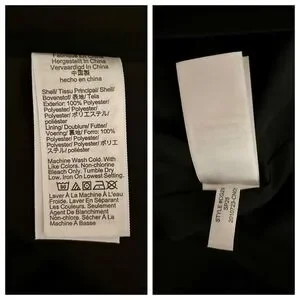 Hergestellt in China
Vervaardigd In China
中国製
hecho en china
Shell/ Tissu Principal/ Shell/
Bovenstof/ 表地/ Tela
Exterior: 100% Polyester/
Polyester/ Polyester/
Polyester/ ポリエステル/
poliéster
Lining/ Doublure/ Futter/
Voering/ 裏地/ Forro: 100%
Polyester/ Polyester/
Polyester/ Polyester/ ポリエ
ステル/ poliéster
Machine Wash Cold. With
Like Colors. Non-chlorine
Bleach Only. Tumble Dry
Low. Iron On Lowest Setting.
Laver À La Machine À
L'eau Froide. Et Séparant
Les Couleurs. Seulement
Agent De Blanchiment
Non-chlorine. Sécher À La
Machine À Basse
SP25